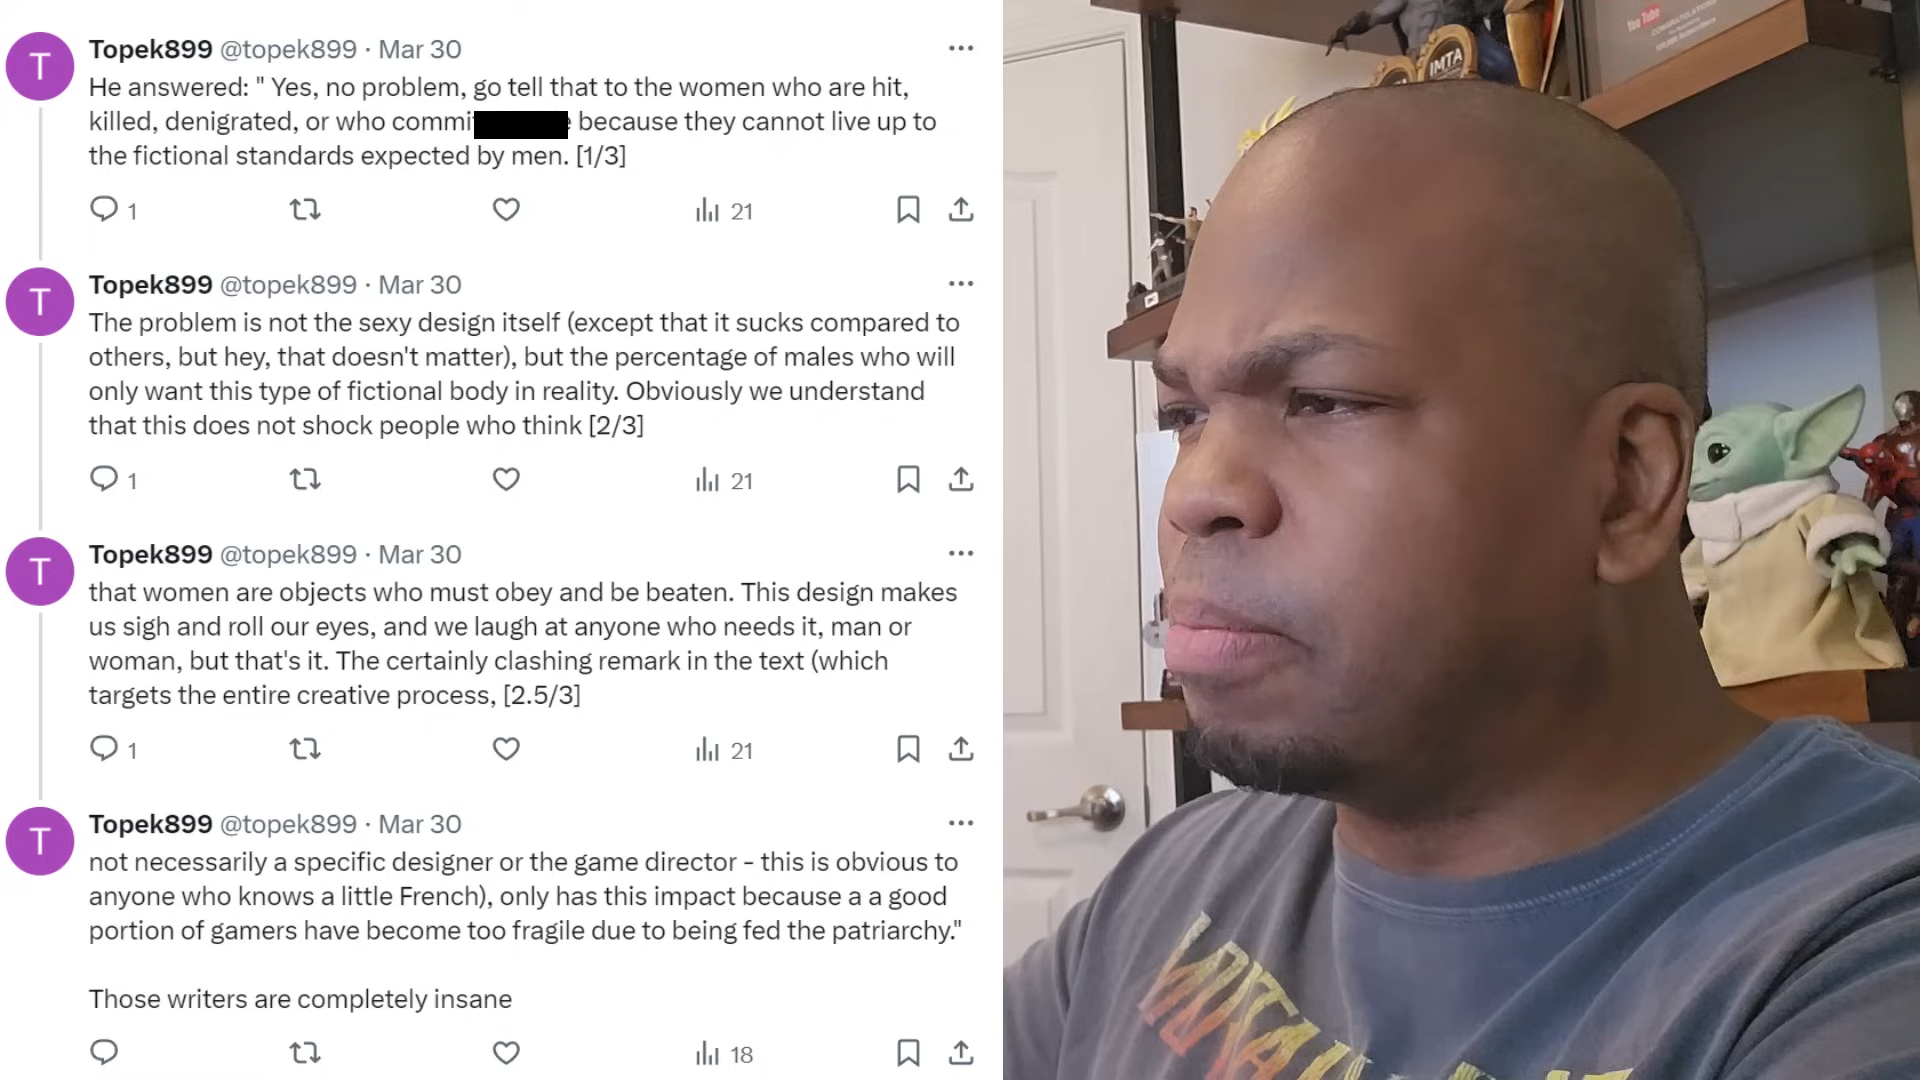 Topek899 @topek899 · Mar 30
He answered: " Yes, no problem, go tell that to the women who are hit,
killed, denigrated, or who commi because they cannot live up to
the fictional standards expected by men. [1/3]
1 21
Topek899 @topek899 · Mar 30
The problem is not the sexy design itself (except that it sucks compared to
others, but hey, that doesn't matter), but the percentage of males who will
only want this type of fictional body in reality. Obviously we understand
that this does not shock people who think [2/3]
1 21
Topek899 @topek899 · Mar 30
that women are objects who must obey and be beaten. This design makes
us sigh and roll our eyes, and we laugh at anyone who needs it, man or
woman, but that's it. The certainly clashing remark in the text (which
targets the entire creative process, [2.5/3]
1 21
Topek899 @topek899 · Mar 30
not necessarily a specific designer or the game director - this is obvious to
anyone who knows a little French), only has this impact because a a good
portion of gamers have become too fragile due to being fed the patriarchy."
Those writers are completely insane
18
T
T
T
T
IMTA
YouTube
CONGRATULATIONS